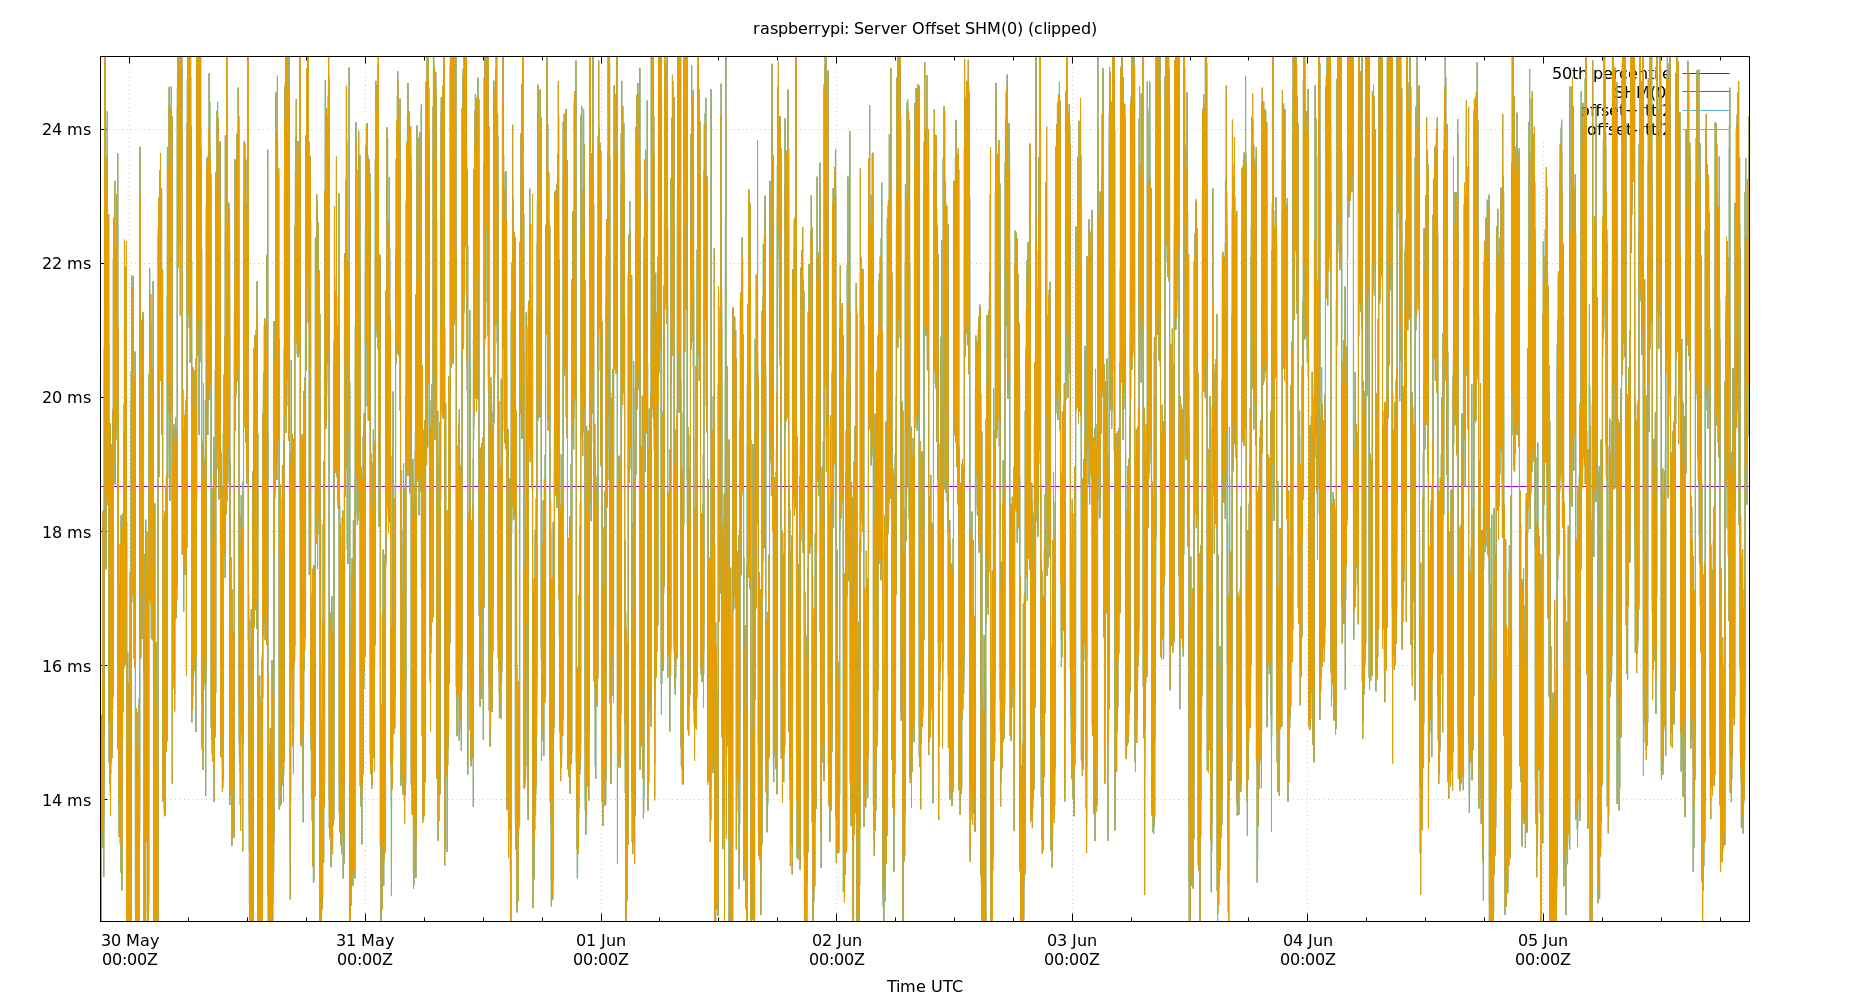 raspberrypi: Server Offset SHM(0) (clipped)
50th percentile
SHM(0)
24 ms
22 ms
20 ms
18 ms
16 ms
14 ms
30 May
00:00Z
31 May
00:00Z
01 Jun
00:00Z
02 Jun
00:00Z
03 Jun
00:00Z
04 Jun
00:00Z
05 Jun
00:00Z
Time UTC